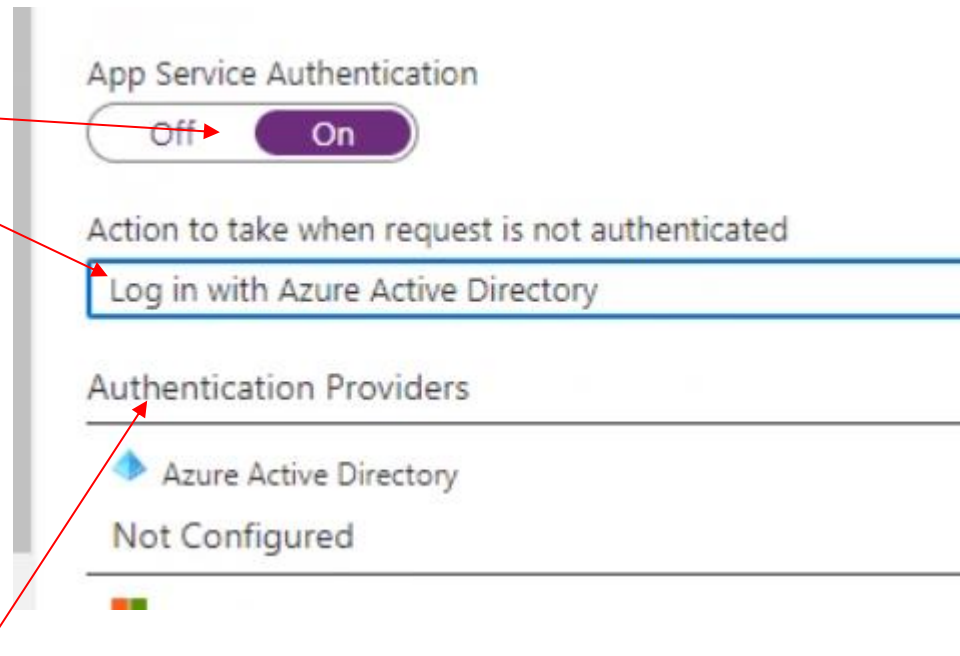 App Service Authentication
Off On
Action to take when request is not authenticated
Log in with Azure Active Directory
Authentication Providers
Azure Active Directory
Not Configured